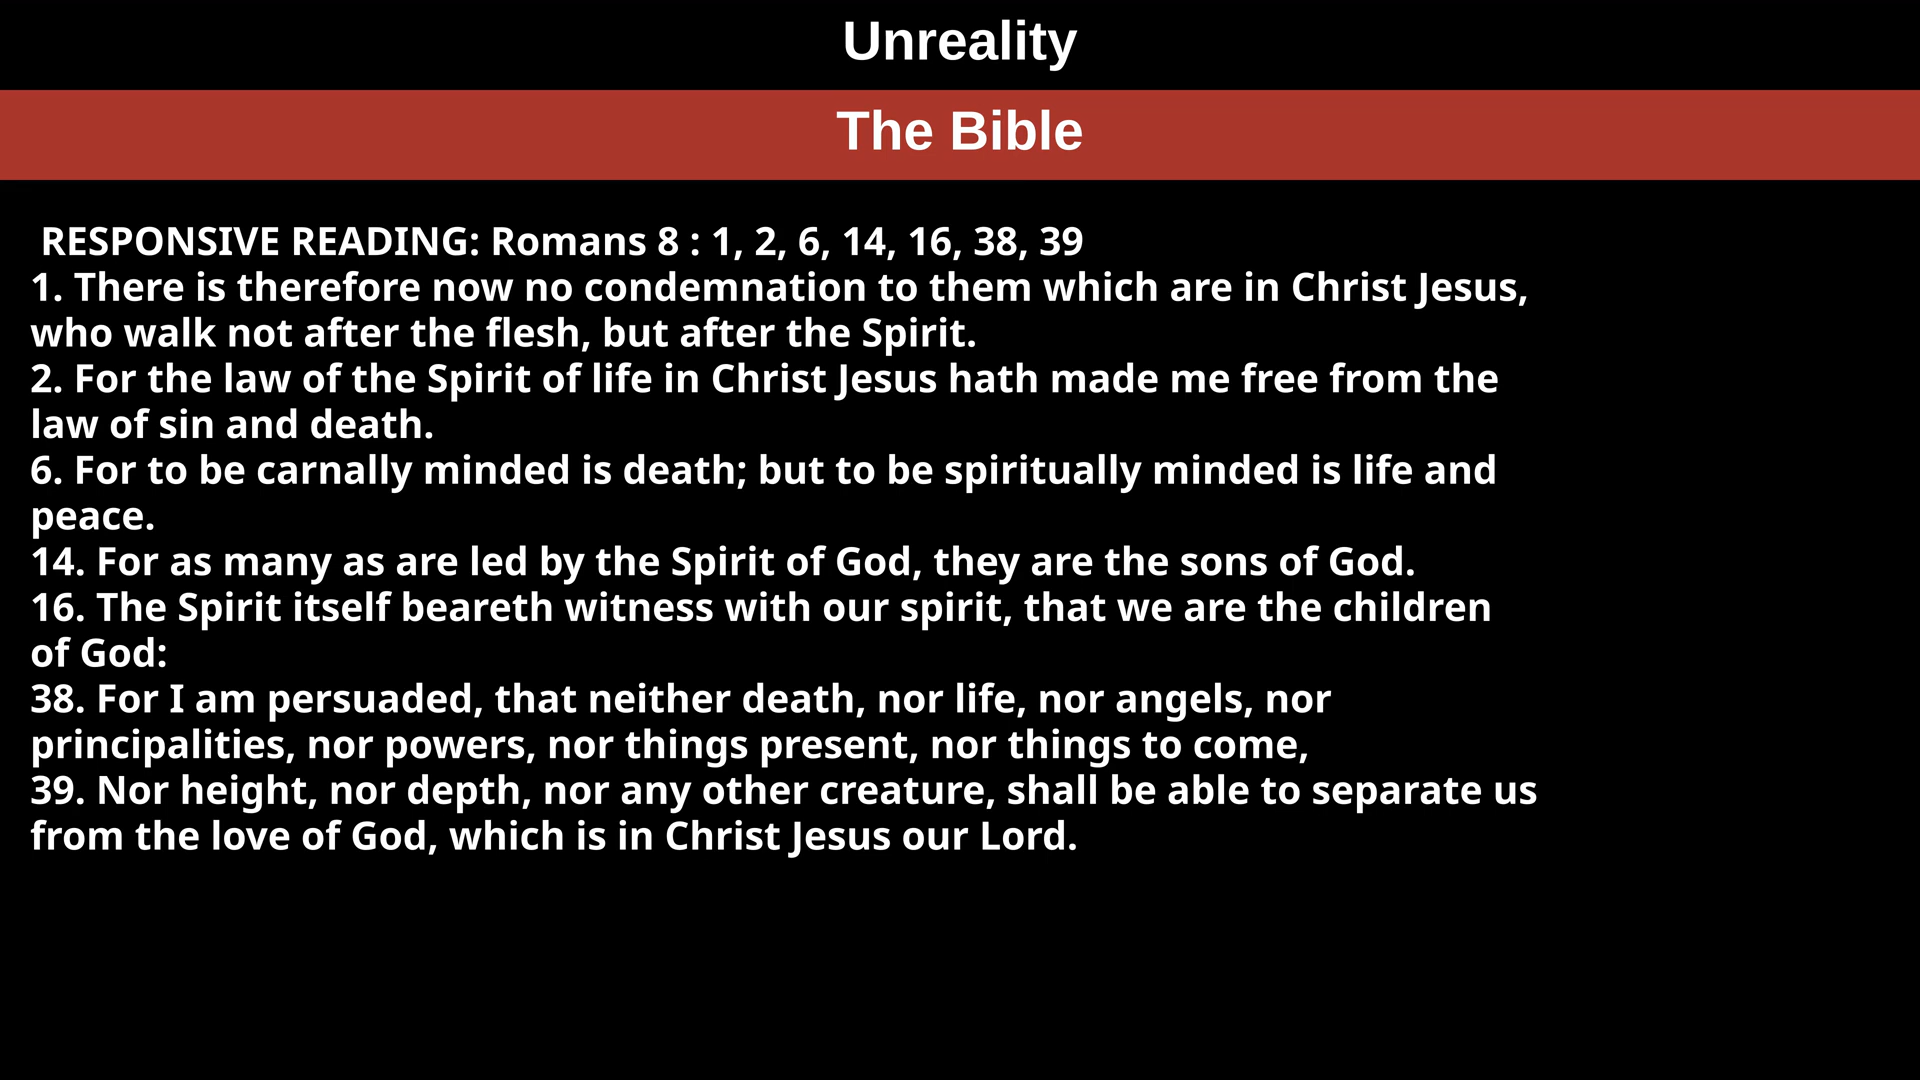 Unreality
The Bible
RESPONSIVE READING: Romans 8 : 1, 2, 6, 14, 16, 38, 39
1. There is therefore now no condemnation to them which are in Christ Jesus,
who walk not after the flesh, but after the Spirit.
2. For the law of the Spirit of life in Christ Jesus hath made me free from the
law of sin and death.
6. For to be carnally minded is death; but to be spiritually minded is life and
peace.
14. For as many as are led by the Spirit of God, they are the sons of God.
16. The Spirit itself beareth witness with our spirit, that we are the children
of God:
38. For I am persuaded, that neither death, nor life, nor angels, nor
principalities, nor powers, nor things present, nor things to come,
39. Nor height, nor depth, nor any other creature, shall be able to separate us
from the love of God, which is in Christ Jesus our Lord.